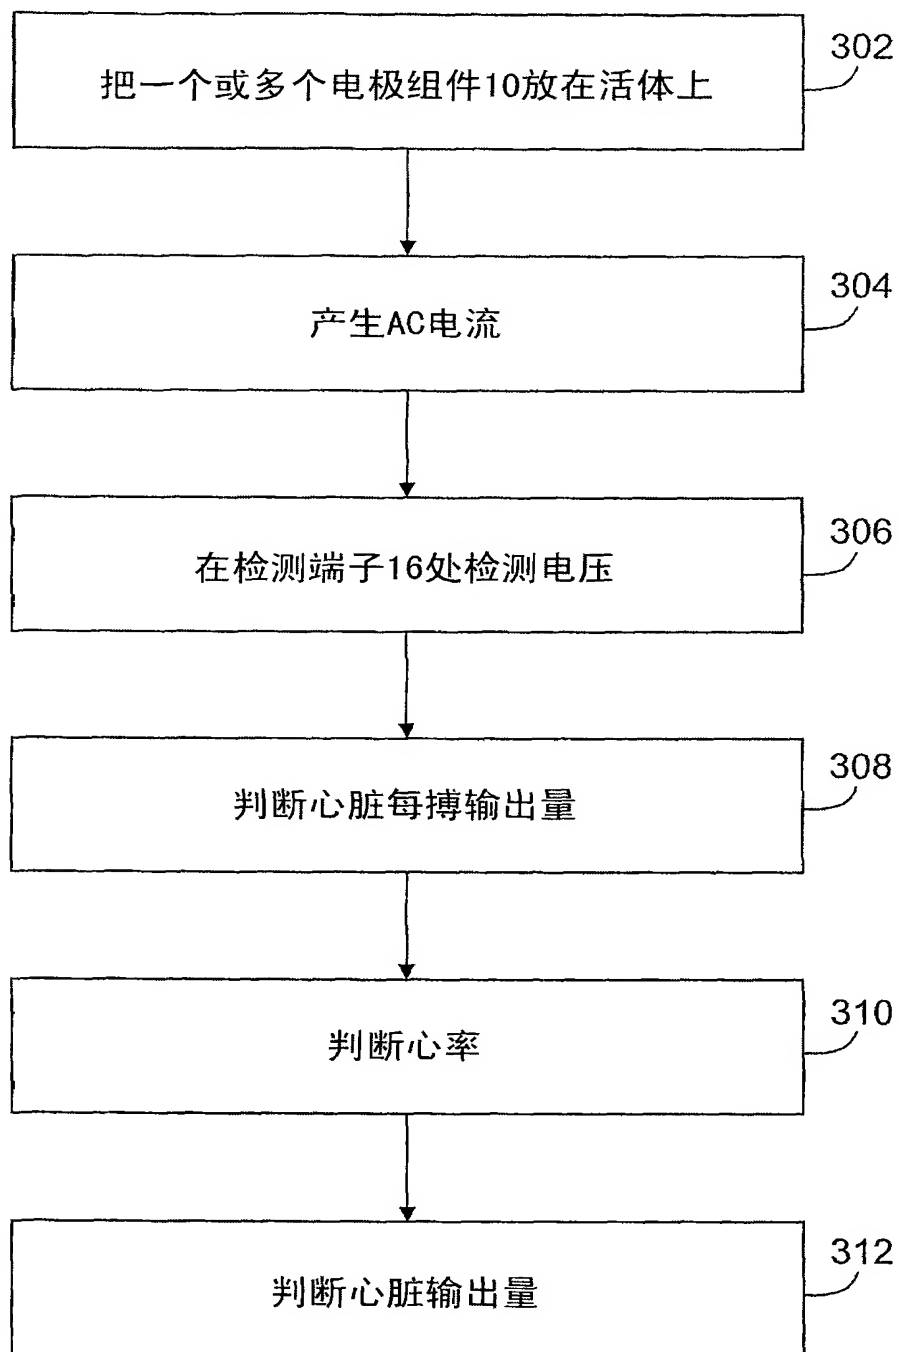 302
把一个或多个电极组件10放在活体上
304
产生AC电流
306
在检测端子16处检测电压
308
判断心脏每搏输出量
310
判断心率
312
判断心脏输出量